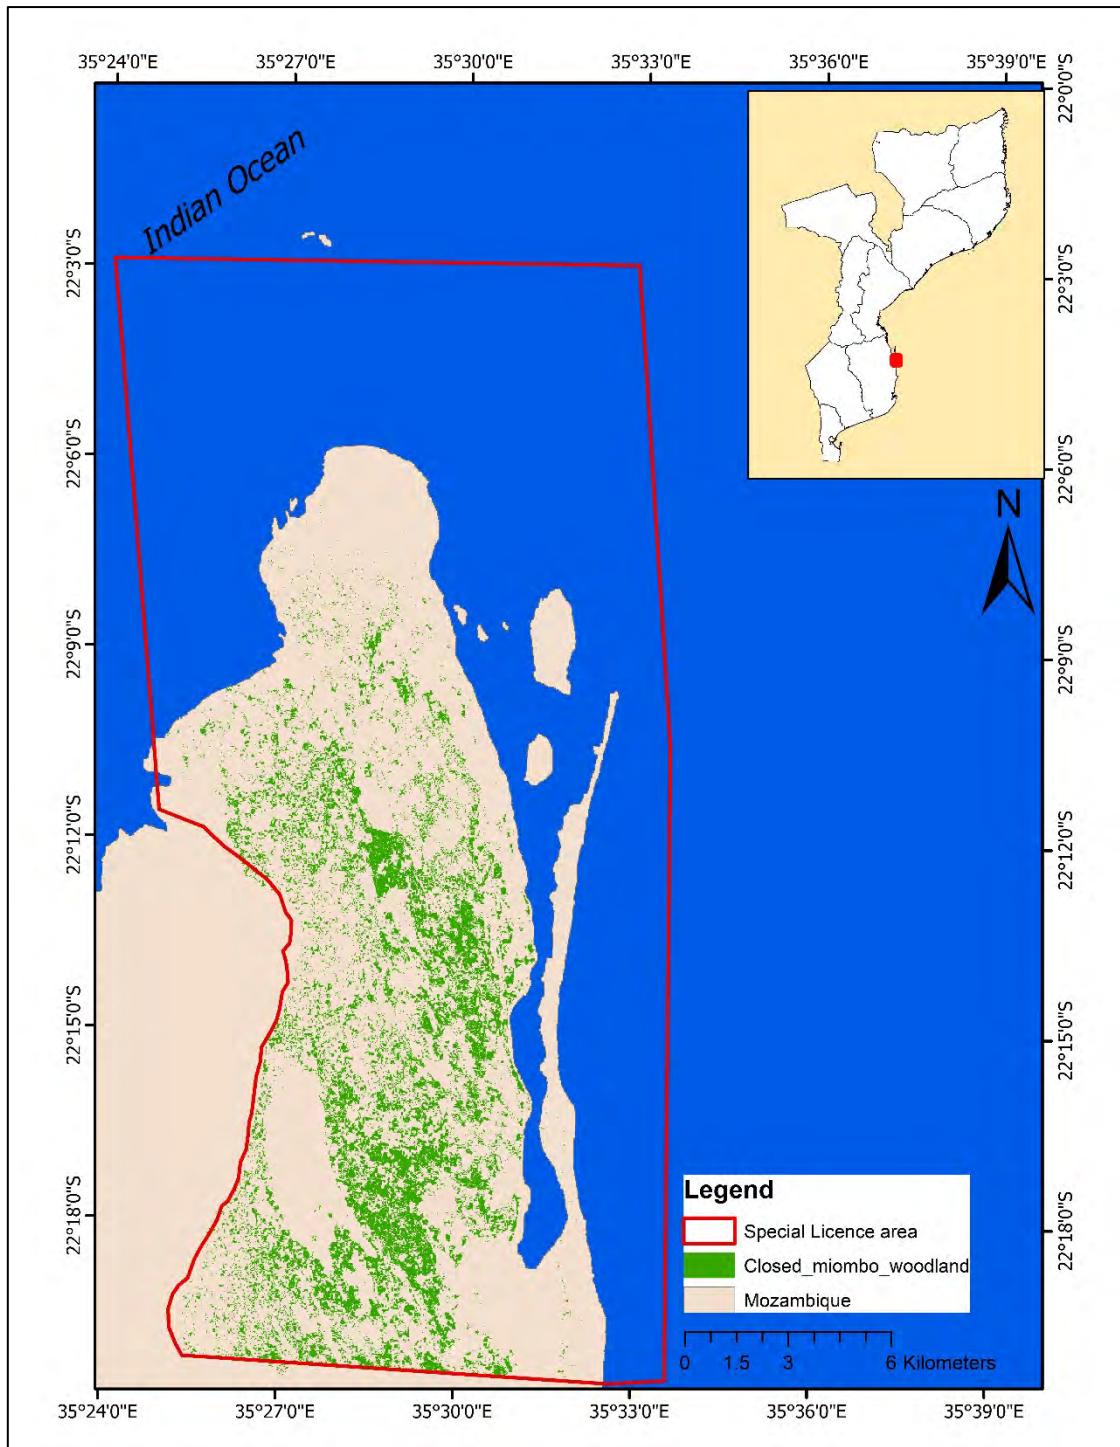 35°24'0"E 35°27'0"E 35°30'0"E 35°33'0"E 35°36'0"E 35°39'0"E
22°0'0"S
Indian Ocean
22°3'0"S 22°3'0"S
22°6'0"S 22°6'0"S
N
22°9'0"S 22°9'0"S
22°12'0"S 22°12'0"S
22°15'0"S 22°15'0"S
22°18'0"S 22°18'0"S
Legend
Special Licence area
Closed_miombo_woodland
Mozambique
0 1.5 3 6 Kilometers
35°24'0"E 35°27'0"E 35°30'0"E 35°33'0"E 35°36'0"E 35°39'0"E